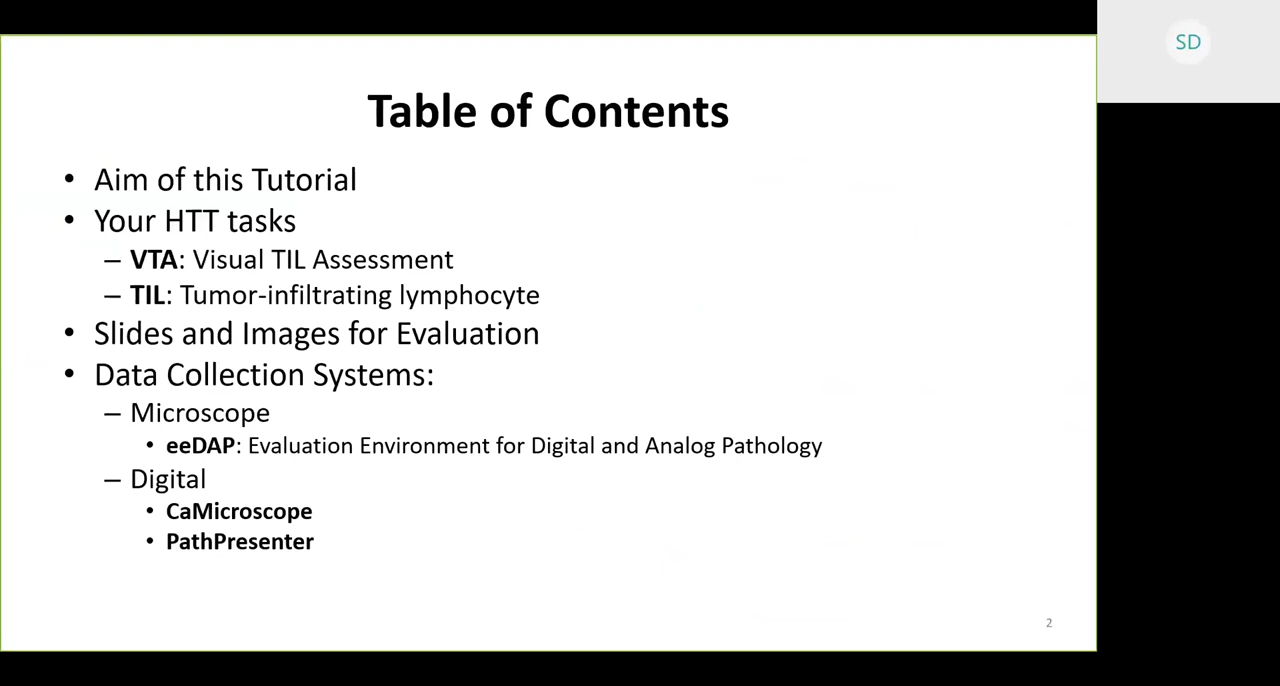 SD
Table of Contents
• Aim of this Tutorial
• Your HTT tasks
– VTA: Visual TIL Assessment
– TIL: Tumor-infiltrating lymphocyte
• Slides and Images for Evaluation
• Data Collection Systems:
– Microscope
• eeDAP: Evaluation Environment for Digital and Analog Pathology
– Digital
• CaMicroscope
• PathPresenter
2